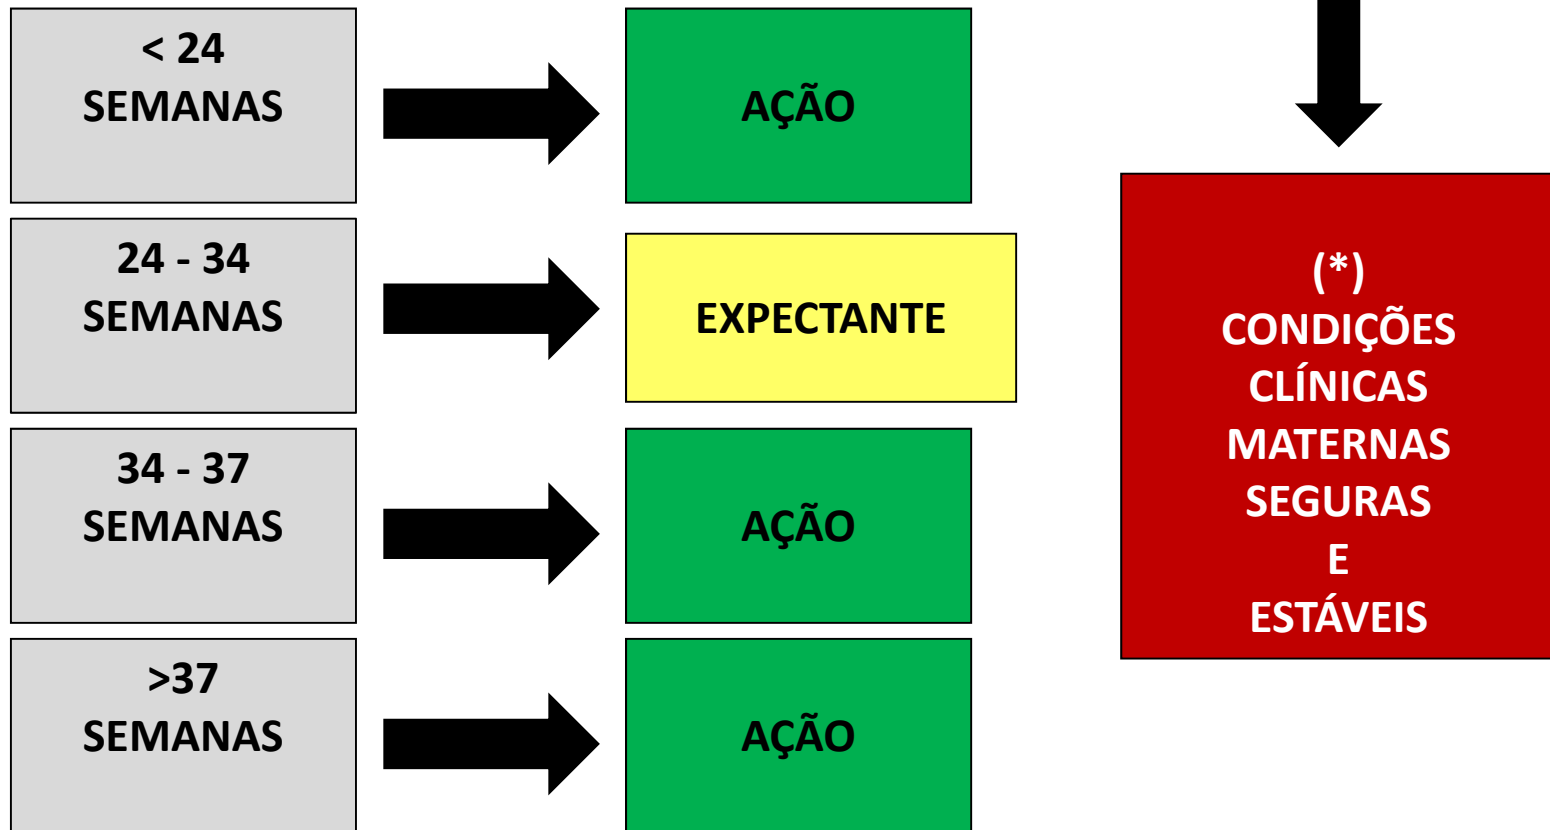 < 24
SEMANAS
AÇÃO
24 - 34
SEMANAS
EXPECTANTE
34 - 37
SEMANAS
AÇÃO
>37
SEMANAS
AÇÃO
(*)
CONDIÇÕES
CLÍNICAS
MATERNAS
SEGURAS
E
ESTÁVEIS